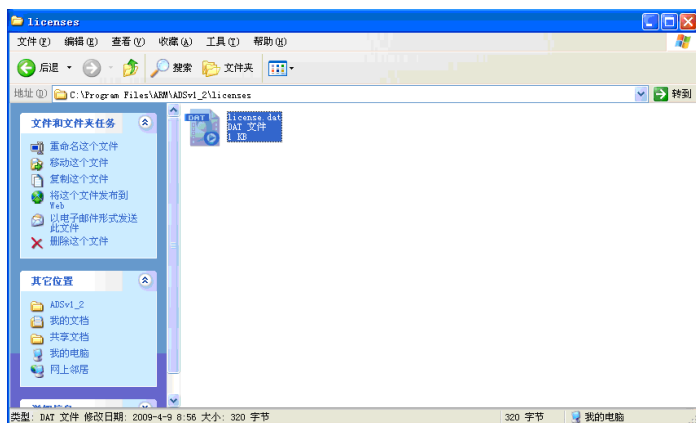 licenses
文件(F) 编辑(E) 查看(V) 收藏(A) 工具(T) 帮助(H)
后退 搜索 文件夹
地址(D) C:\Program Files\ARM\ADSv1_2\licenses 转到
文件和文件夹任务
重命名这个文件
移动这个文件
复制这个文件
将这个文件发布到
Web
以电子邮件形式发送
此文件
删除这个文件
其它位置
ADSv1_2
我的文档
共享文档
我的电脑
网上邻居
DAT
license.dat
DAT 文件
1 KB
类型: DAT 文件 修改日期: 2009-4-9 8:56 大小: 320 字节 320 字节 我的电脑